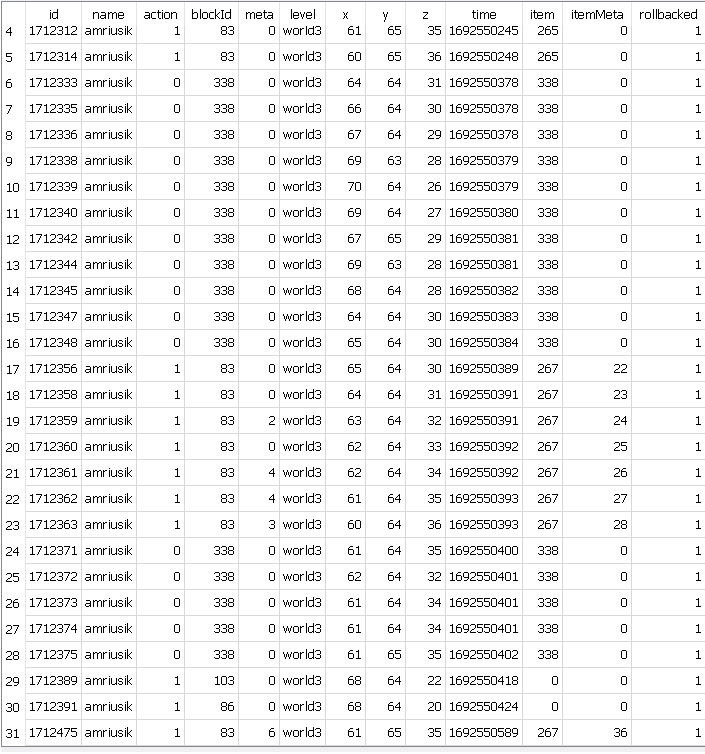 id name action blockId meta level x y z time item itemMeta rollbacked
4 1712312 amriusik 1 83 0 world3 61 65 35 1692550245 265 0 1
5 1712314 amriusik 1 83 0 world3 60 65 36 1692550248 265 0 1
6 1712333 amriusik 0 338 0 world3 64 64 31 1692550378 338 0 1
7 1712335 amriusik 0 338 0 world3 66 64 30 1692550378 338 0 1
8 1712336 amriusik 0 338 0 world3 67 64 29 1692550378 338 0 1
9 1712338 amriusik 0 338 0 world3 69 63 28 1692550379 338 0 1
10 1712339 amriusik 0 338 0 world3 70 64 26 1692550379 338 0 1
11 1712340 amriusik 0 338 0 world3 69 64 27 1692550380 338 0 1
12 1712342 amriusik 0 338 0 world3 67 65 29 1692550381 338 0 1
13 1712344 amriusik 0 338 0 world3 69 63 28 1692550381 338 0 1
14 1712345 amriusik 0 338 0 world3 68 64 28 1692550382 338 0 1
15 1712347 amriusik 0 338 0 world3 64 64 30 1692550383 338 0 1
16 1712348 amriusik 0 338 0 world3 65 64 30 1692550384 338 0 1
17 1712356 amriusik 1 83 0 world3 65 64 30 1692550389 267 22 1
18 1712358 amriusik 1 83 0 world3 64 64 31 1692550391 267 23 1
19 1712359 amriusik 1 83 2 world3 63 64 32 1692550391 267 24 1
20 1712360 amriusik 1 83 0 world3 62 64 33 1692550392 267 25 1
21 1712361 amriusik 1 83 4 world3 62 64 34 1692550392 267 26 1
22 1712362 amriusik 1 83 4 world3 61 64 35 1692550393 267 27 1
23 1712363 amriusik 1 83 3 world3 60 64 36 1692550393 267 28 1
24 1712371 amriusik 0 338 0 world3 61 64 35 1692550400 338 0 1
25 1712372 amriusik 0 338 0 world3 62 64 32 1692550401 338 0 1
26 1712373 amriusik 0 338 0 world3 61 64 34 1692550401 338 0 1
27 1712374 amriusik 0 338 0 world3 61 64 34 1692550401 338 0 1
28 1712375 amriusik 0 338 0 world3 61 65 35 1692550402 338 0 1
29 1712389 amriusik 1 103 0 world3 68 64 22 1692550418 0 0 1
30 1712391 amriusik 1 86 0 world3 68 64 20 1692550424 0 0 1
31 1712475 amriusik 1 83 6 world3 61 65 35 1692550589 267 36 1